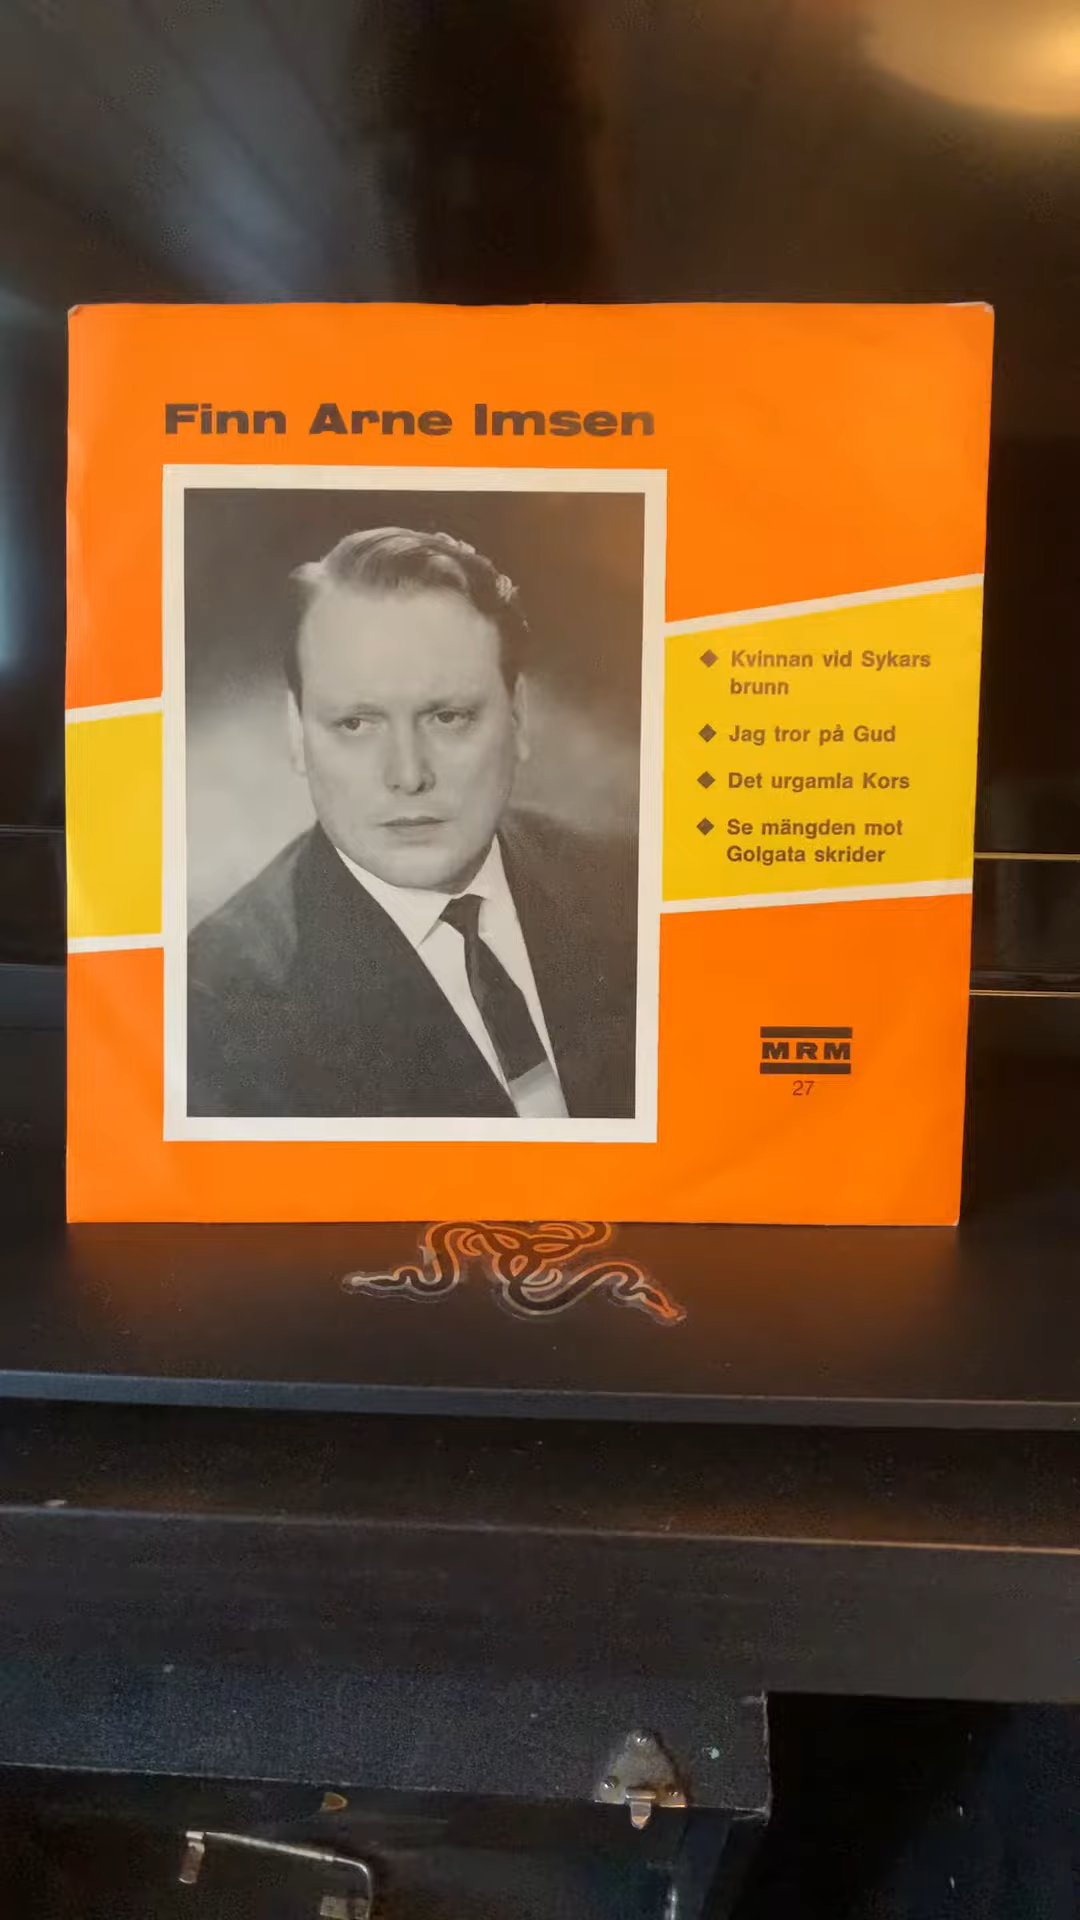 Finn Arne Imsen
◆ Kvinnan vid Sykars
brunn
◆ Jag tror på Gud
◆ Det urgamla Kors
◆ Se mängden mot
Golgata skrider
MRM
27